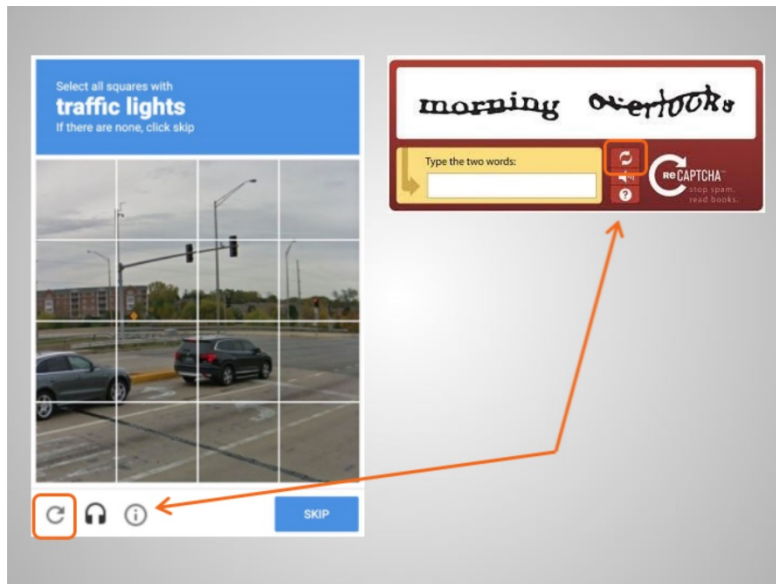 Select all squares with
traffic lights
If there are none, click skip
SKIP
morning overlooks
Type the two words:
reCAPTCHA™
stop spam.
read books.